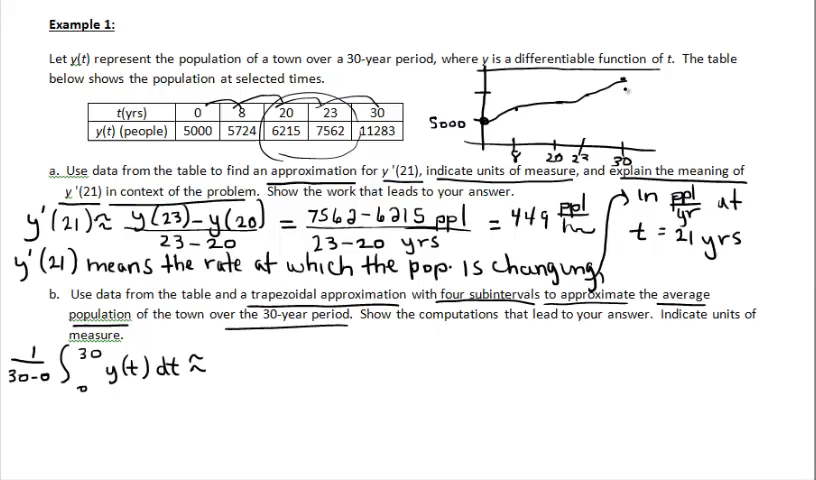 Example 1:
Let y(t) represent the population of a town over a 30-year period, where y is a differentiable function of t. The table
below shows the population at selected times.
t(yrs) 0 8 20 23 30
y(t) (people) 5000 5724 6215 7562 11283
5000
8 20 23 30
a. Use data from the table to find an approximation for y '(21), indicate units of measure, and explain the meaning of
y '(21) in context of the problem. Show the work that leads to your answer.
y'(21) ≈ y(23)-y(20) / 23-20 = 7562-6215 ppl / 23-20 yrs = 449 ppl /
in ppl/yr at
t = 21 yrs
y'(21) means the rate at which the pop. is changing
b. Use data from the table and a trapezoidal approximation with four subintervals to approximate the average
population of the town over the 30-year period. Show the computations that lead to your answer. Indicate units of
measure.
1/30-0 ∫ 0 30 y(t) dt ≈